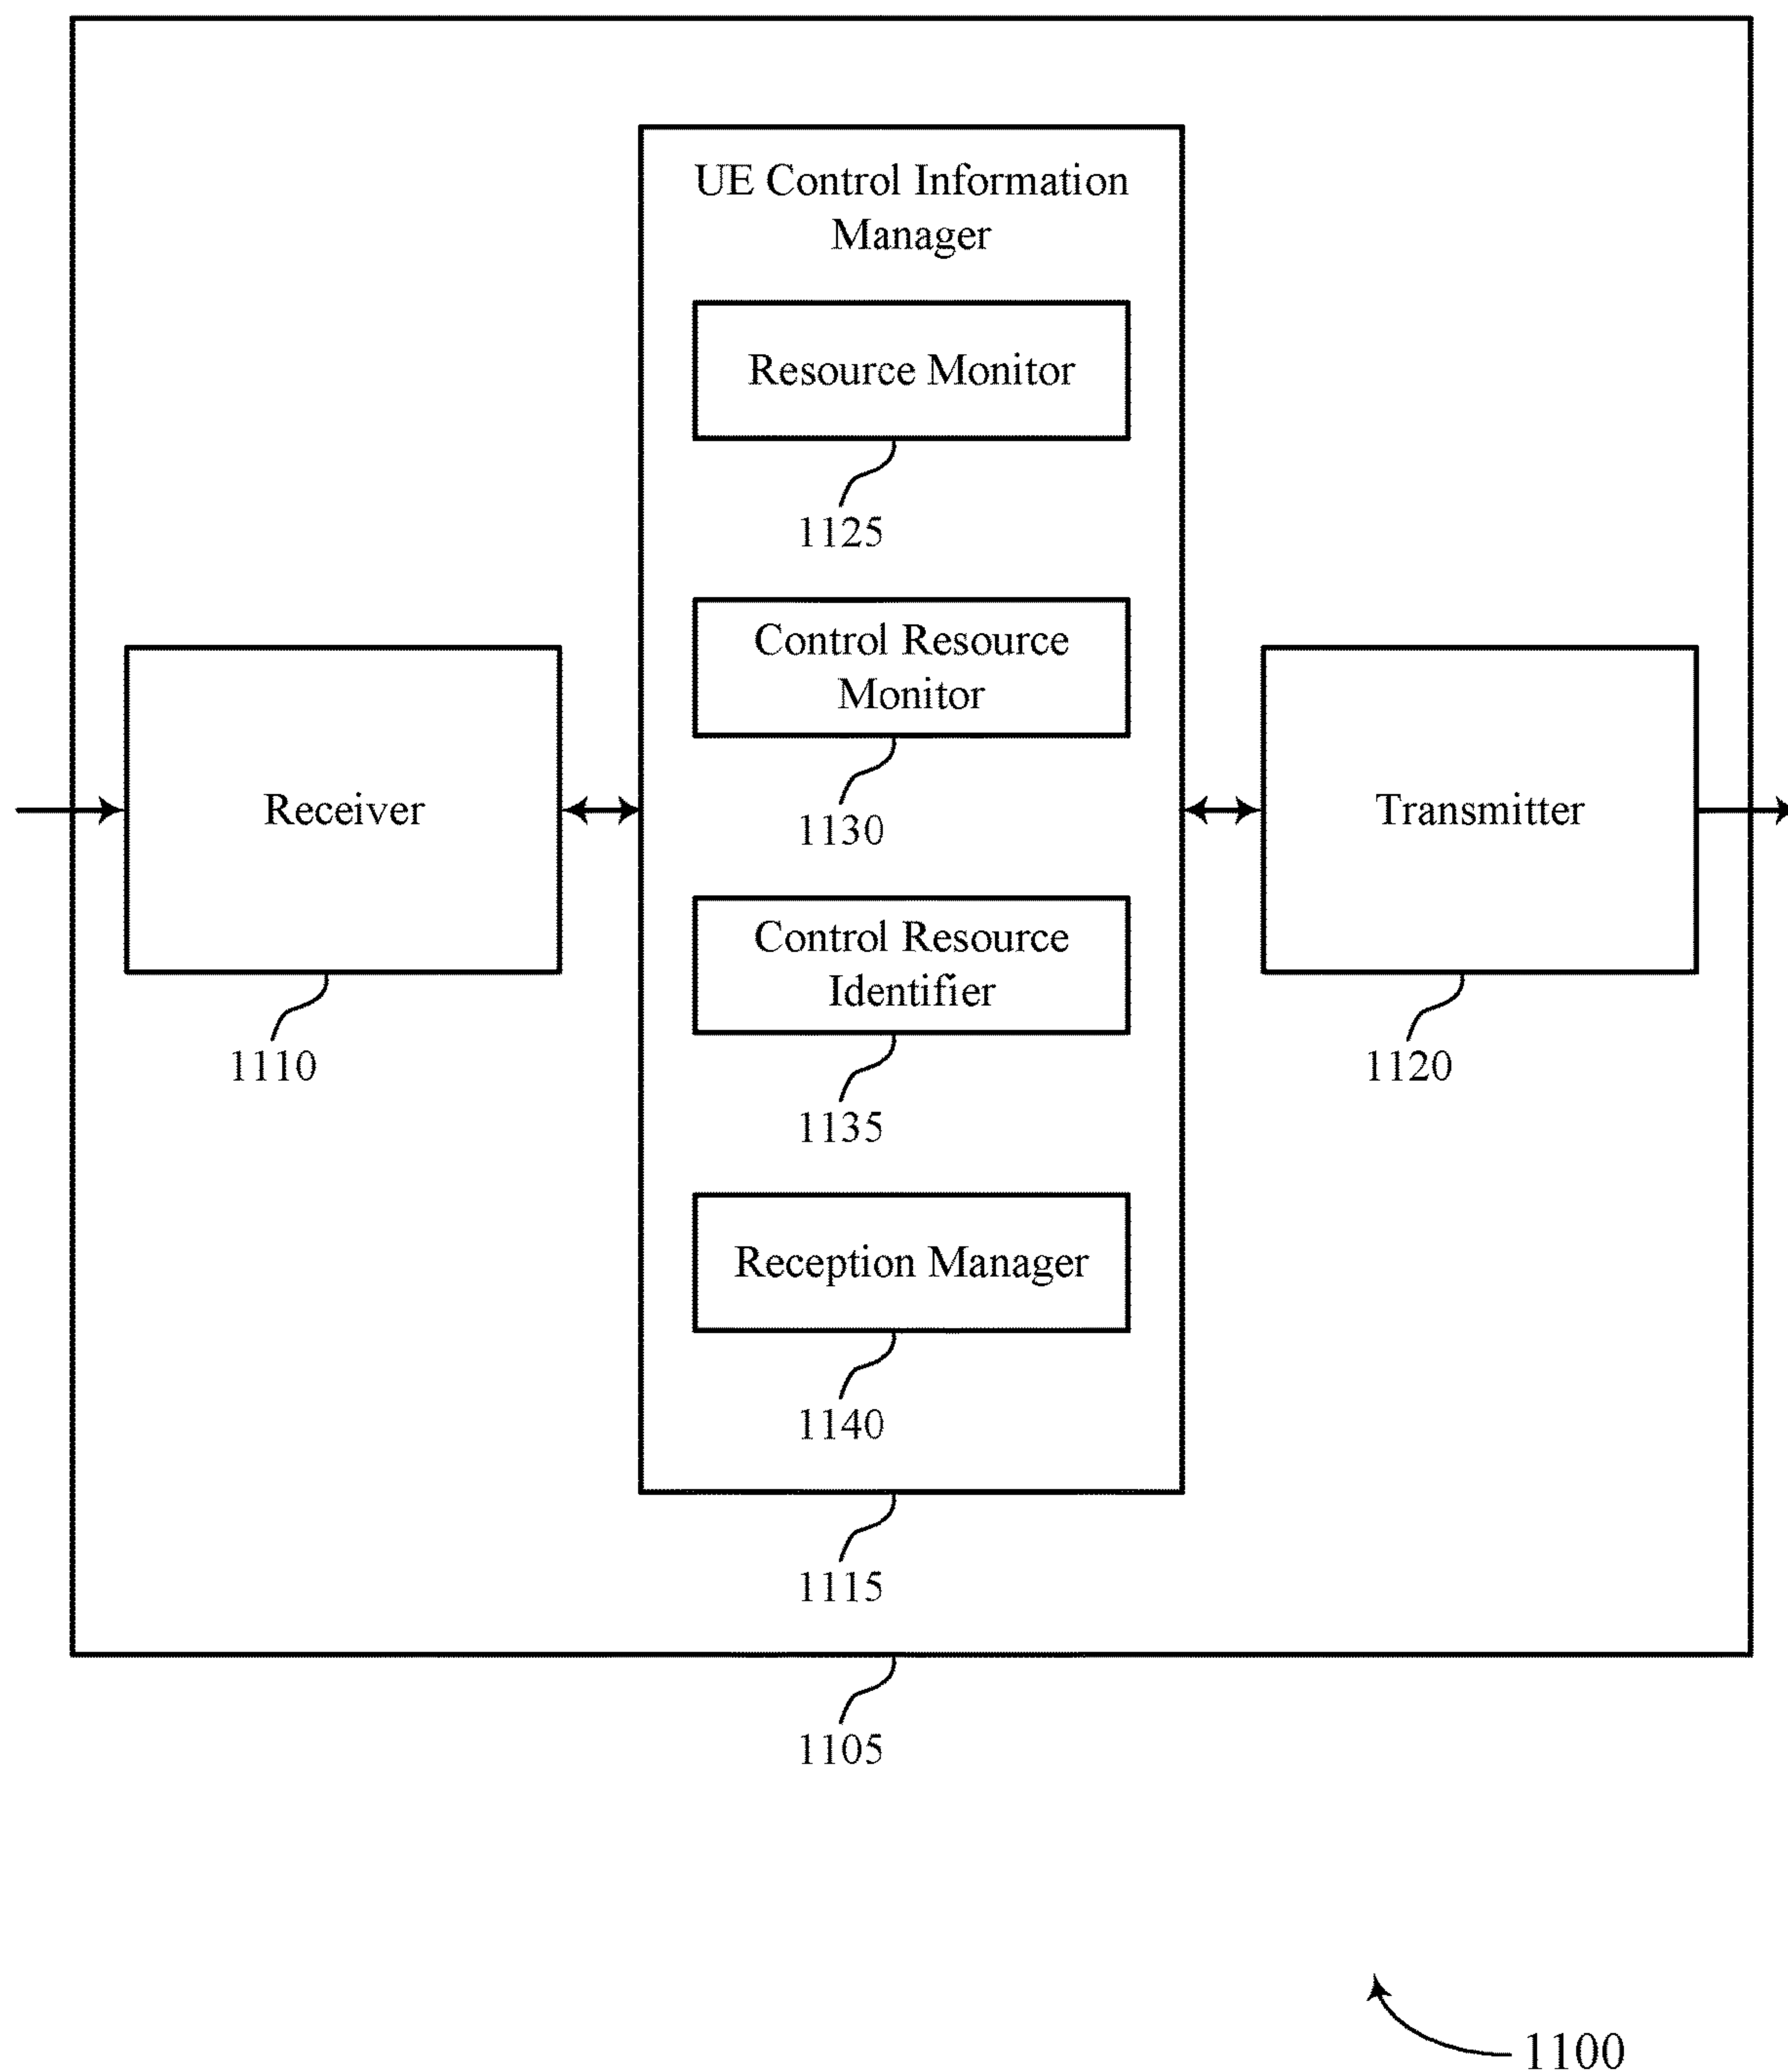 UE Control Information
Manager
Resource Monitor
1125
Control Resource
Monitor
1130
Receiver
1110
Transmitter
1120
Control Resource
Identifier
1135
Reception Manager
1140
1115
1105
1100